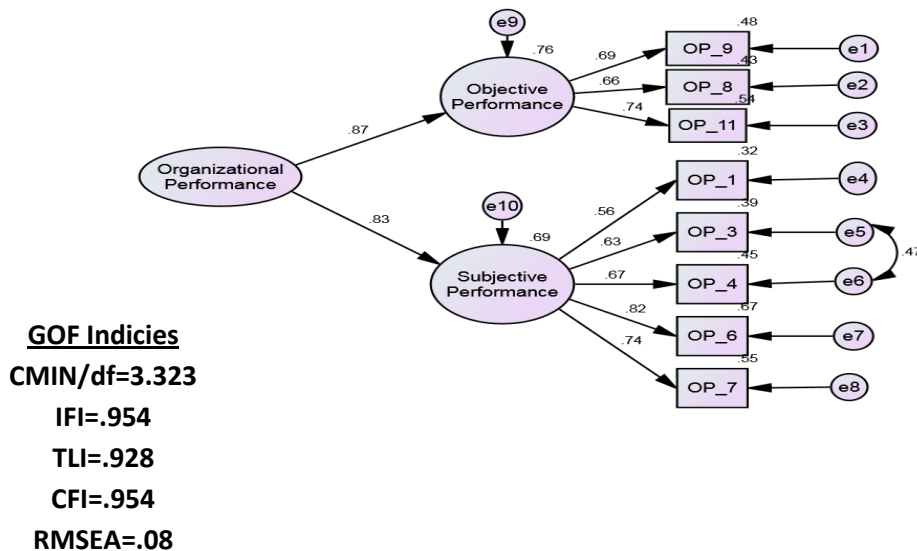 e9
.48
.76
OP_9
e1
.69
.43
Objective
Performance
.66
OP_8
e2
.54
.74
OP_11
e3
.87
.32
Organizational
Performance
OP_1
e4
e10
.39
.83
.56
.69
OP_3
e5
.63
.45
.47
Subjective
Performance
.67
OP_4
e6
.67
.82
OP_6
e7
.74
.55
OP_7
e8
GOF Indicies
CMIN/df=3.323
IFI=.954
TLI=.928
CFI=.954
RMSEA=.08